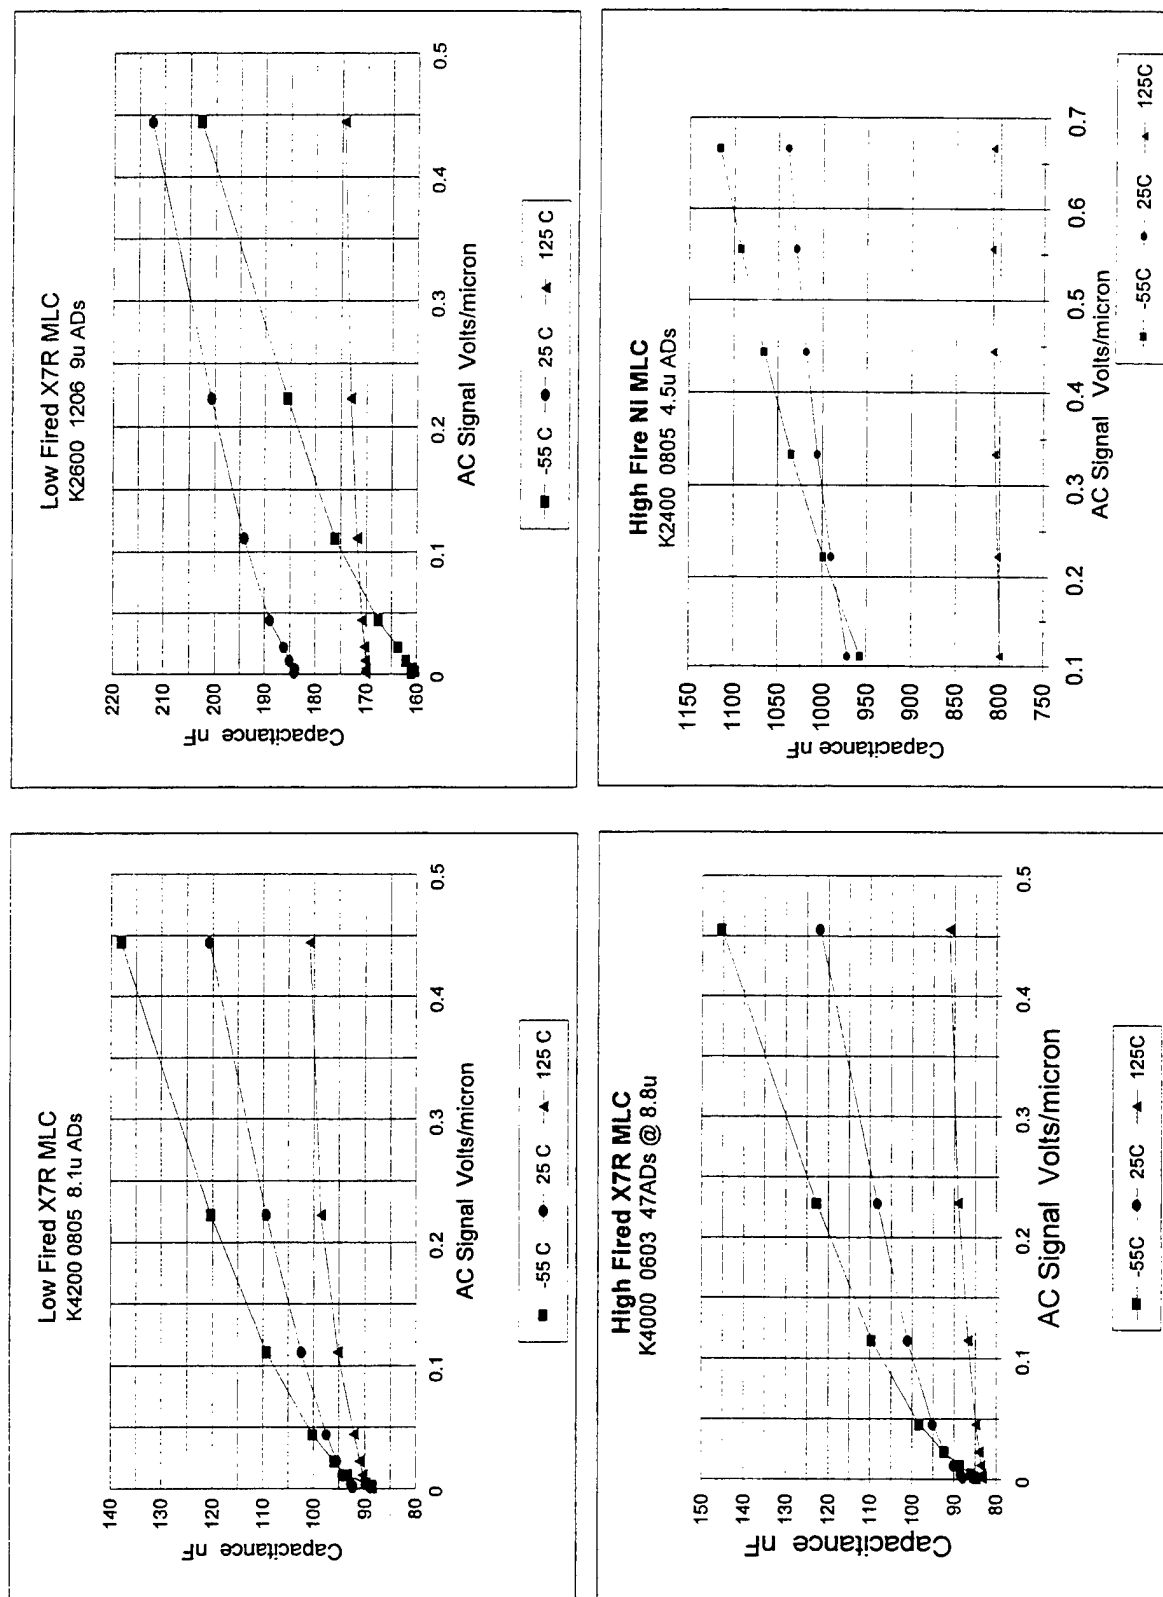 Low Fired X7R MLC
K4200 0805 8.1u ADs
140
130
120
110
100
90
80
Capacitance nF
0
0.1
0.2
0.3
0.4
0.5
AC Signal Volts/micron
-55 C
25 C
125 C
Low Fired X7R MLC
K2600 1206 9u ADs
220
210
200
190
180
170
160
Capacitance nF
0
0.1
0.2
0.3
0.4
0.5
AC Signal Volts/micron
-55 C
25 C
125 C
High Fired X7R MLC
K4000 0603 47ADs @ 8.8u
150
140
130
120
110
100
90
80
Capacitance nF
0
0.1
0.2
0.3
0.4
0.5
AC Signal Volts/micron
-55C
25C
125C
High Fire Ni MLC
K2400 0805 4.5u ADs
1150
1100
1050
1000
950
900
850
800
750
Capacitance nF
0.1
0.2
0.3
0.4
0.5
0.6
0.7
AC Signal Volts/micron
-55C
25C
125C